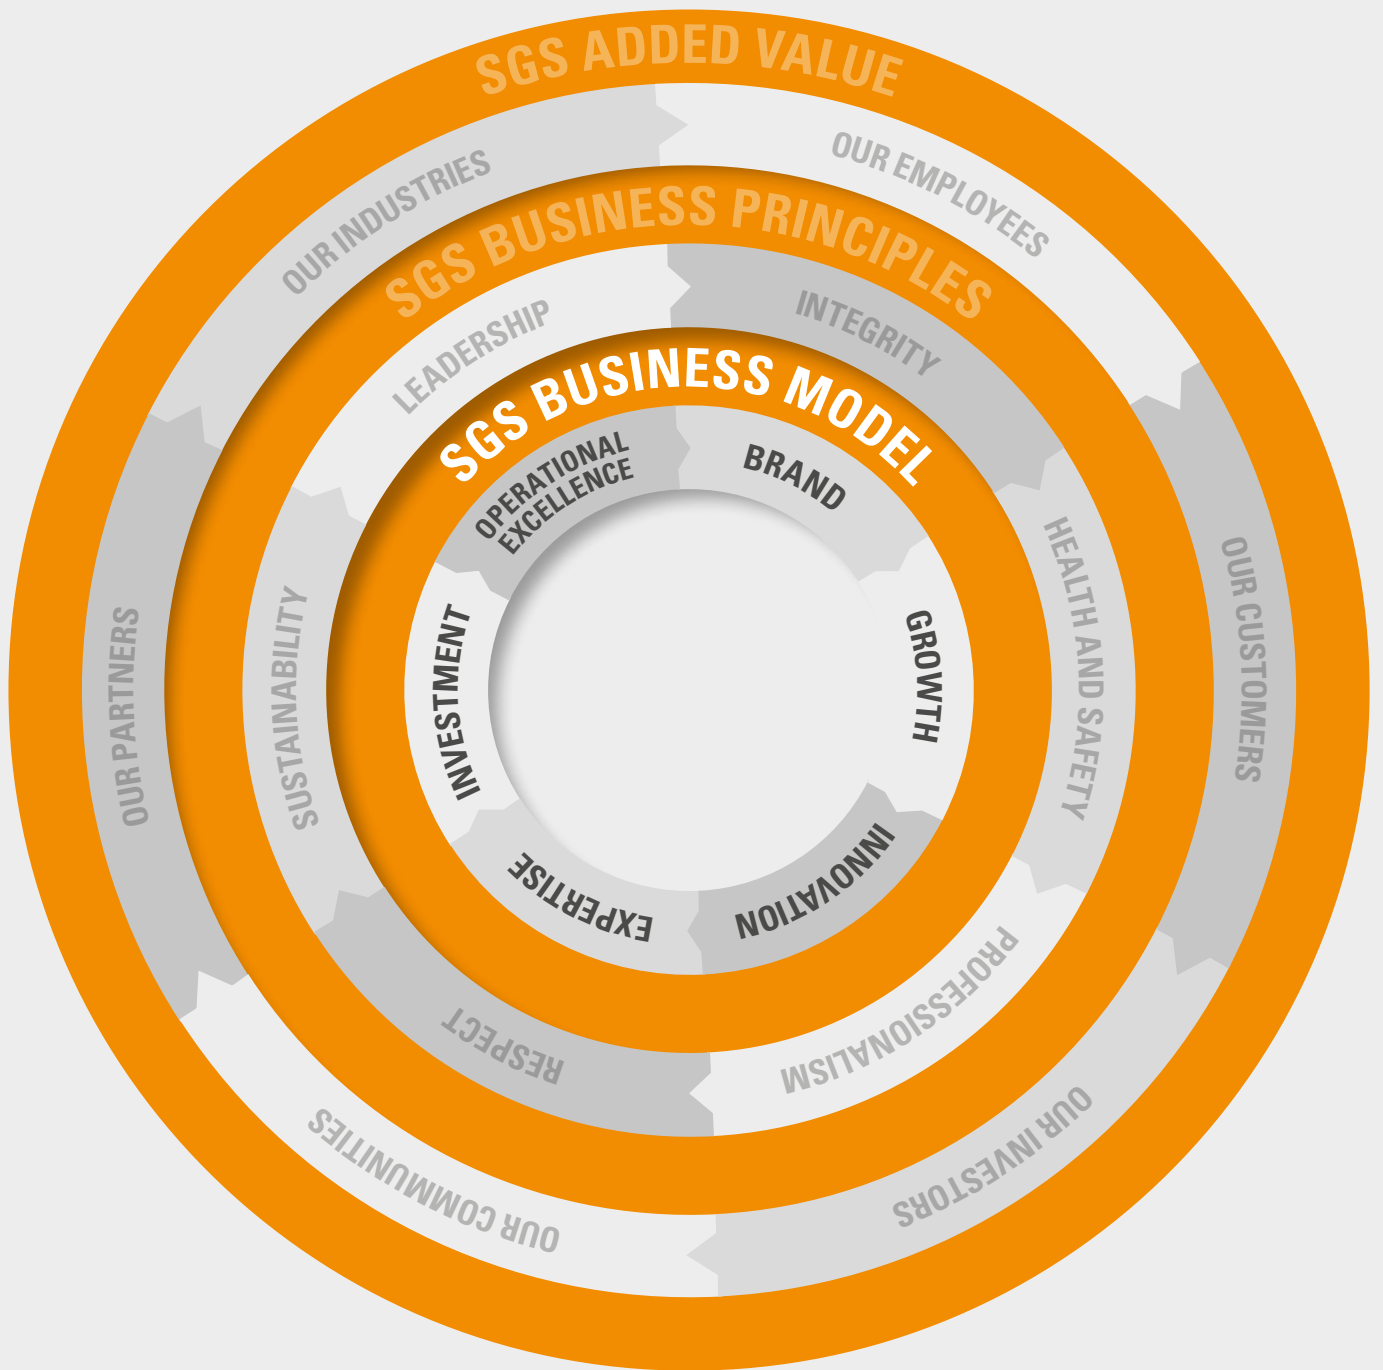 SGS ADDED VALUE
OUR EMPLOYEES
OUR CUSTOMERS
OUR INVESTORS
OUR COMMUNITIES
OUR PARTNERS
OUR INDUSTRIES
SGS BUSINESS PRINCIPLES
INTEGRITY
HEALTH AND SAFETY
PROFESSIONALISM
RESPECT
SUSTAINABILITY
LEADERSHIP
SGS BUSINESS MODEL
BRAND
GROWTH
INNOVATION
EXPERTISE
INVESTMENT
OPERATIONAL
EXCELLENCE